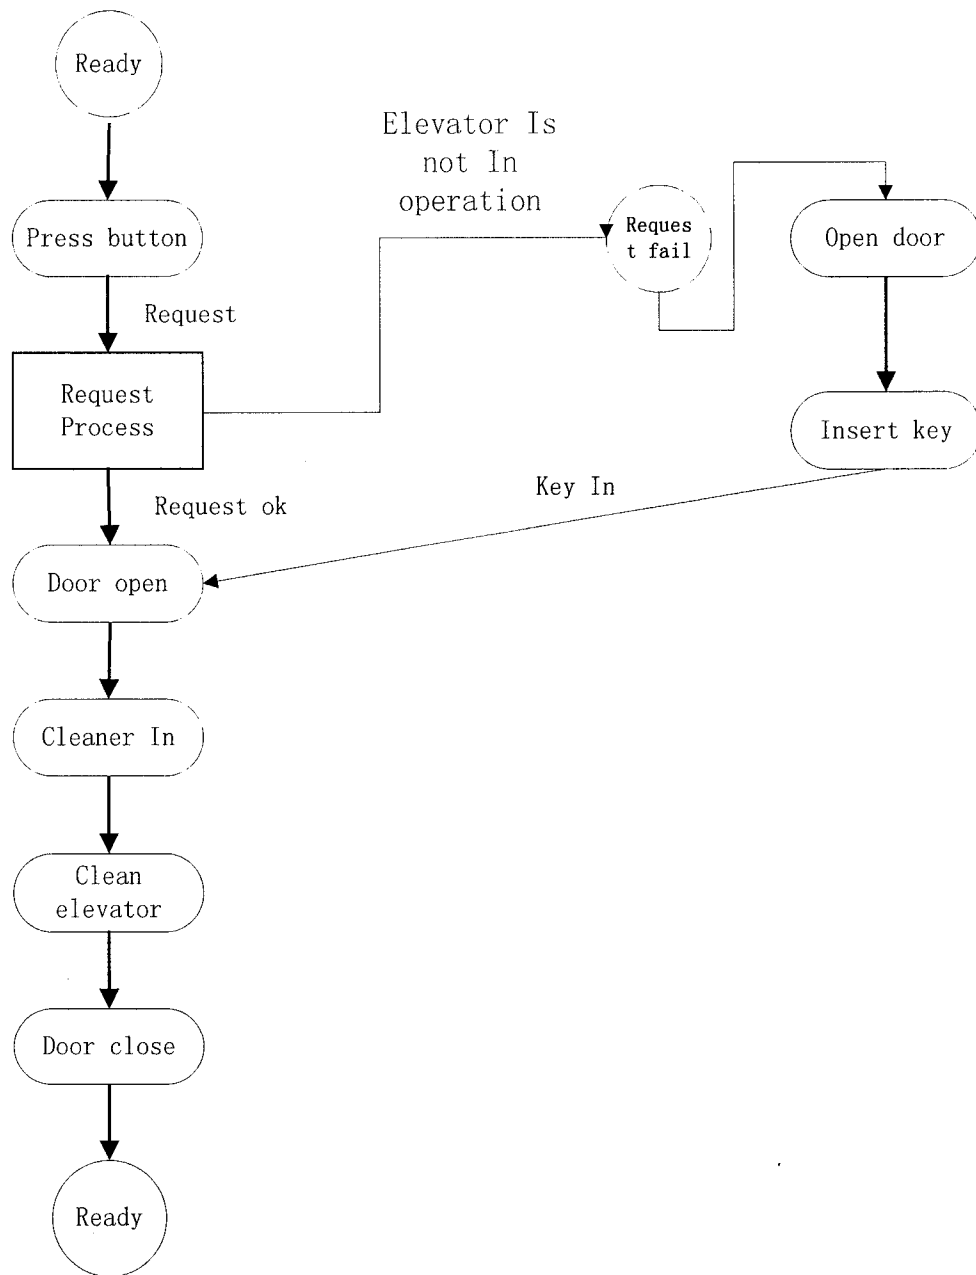 Ready
Elevator Is
not In
operation
Press button
Reques
t fail
Open door
Request
Request
Process
Insert key
Key In
Request ok
Door open
Cleaner In
Clean
elevator
Door close
Ready